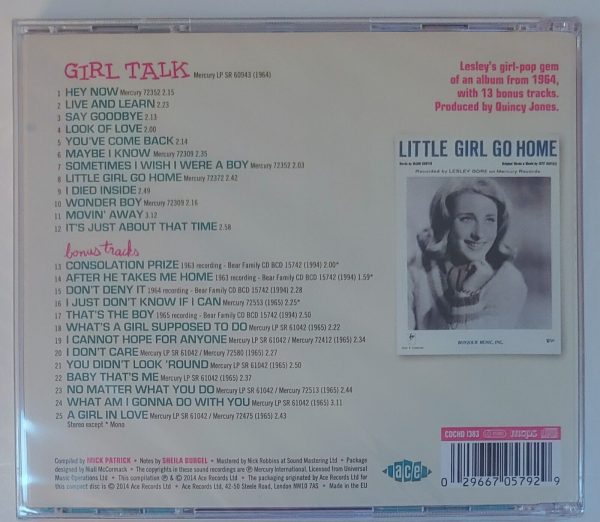 GIRL TALK Mercury LP SR 60943 (1964)
1 HEY NOW Mercury 72352 2.15
2 LIVE AND LEARN 2.23
3 SAY GOODBYE 2.13
4 LOOK OF LOVE 2.00
5 YOU'VE COME BACK 2.14
6 MAYBE I KNOW Mercury 72309 2.35
7 SOMETIMES I WISH I WERE A BOY Mercury 72352 2.03
8 LITTLE GIRL GO HOME Mercury 72372 2.42
9 I DIED INSIDE 2.49
10 WONDER BOY Mercury 72309 2.16
11 MOVIN' AWAY 3.12
12 IT'S JUST ABOUT THAT TIME 2.58
bonus tracks
13 CONSOLATION PRIZE 1963 recording - Bear Family CD BCD 15742 (1994) 2.00*
14 AFTER HE TAKES ME HOME 1963 recording - Bear Family CD BCD 15742 (1994) 1.59*
15 DON'T DENY IT 1964 recording - Bear Family CD BCD 15742 (1994) 2.28
16 I JUST DON'T KNOW IF I CAN Mercury 72553 (1965) 2.25*
17 THAT'S THE BOY 1965 recording - Bear Family CD BCD 15742 (1994) 2.50
18 WHAT'S A GIRL SUPPOSED TO DO Mercury LP SR 61042 (1965) 2.22
19 I CANNOT HOPE FOR ANYONE Mercury LP SR 61042 / Mercury 72412 (1965) 2.34
20 I DON'T CARE Mercury LP SR 61042 / Mercury 72580 (1965) 2.27
21 YOU DIDN'T LOOK 'ROUND Mercury LP SR 61042 (1965) 2.50
22 BABY THAT'S ME Mercury LP SR 61042 (1965) 2.37
23 NO MATTER WHAT YOU DO Mercury LP SR 61042 / Mercury 72513 (1965) 2.44
24 WHAT AM I GONNA DO WITH YOU Mercury LP SR 61042 (1965) 3.11
25 A GIRL IN LOVE Mercury LP SR 61042 / Mercury 72475 (1965) 2.43
Stereo except * Mono
Lesley's girl-pop gem
of an album from 1964,
with 13 bonus tracks.
Produced by Quincy Jones.
LITTLE GIRL GO HOME
Recorded by LESLEY GORE on Mercury Records
BONJOUR MUSIC, INC.
Compiled by MICK PATRICK • Notes by SHEILA BURGEL • Mastered by Nick Robbins at Sound Mastering Ltd • Package
designed by Niall McCormack • The copyrights in these sound recordings are ℗ Mercury International. Licensed from Universal
Music Operations Ltd • This compilation ℗ & © 2014 Ace Records Ltd • The packaging originated by Ace Records Ltd for
this compact disc is © 2014 Ace Records Ltd • Ace Records Ltd, 42-50 Steele Road, London NW10 7AS • Made in the EU
ace
CDCHD 1383
mcps
0 29667 05792 9